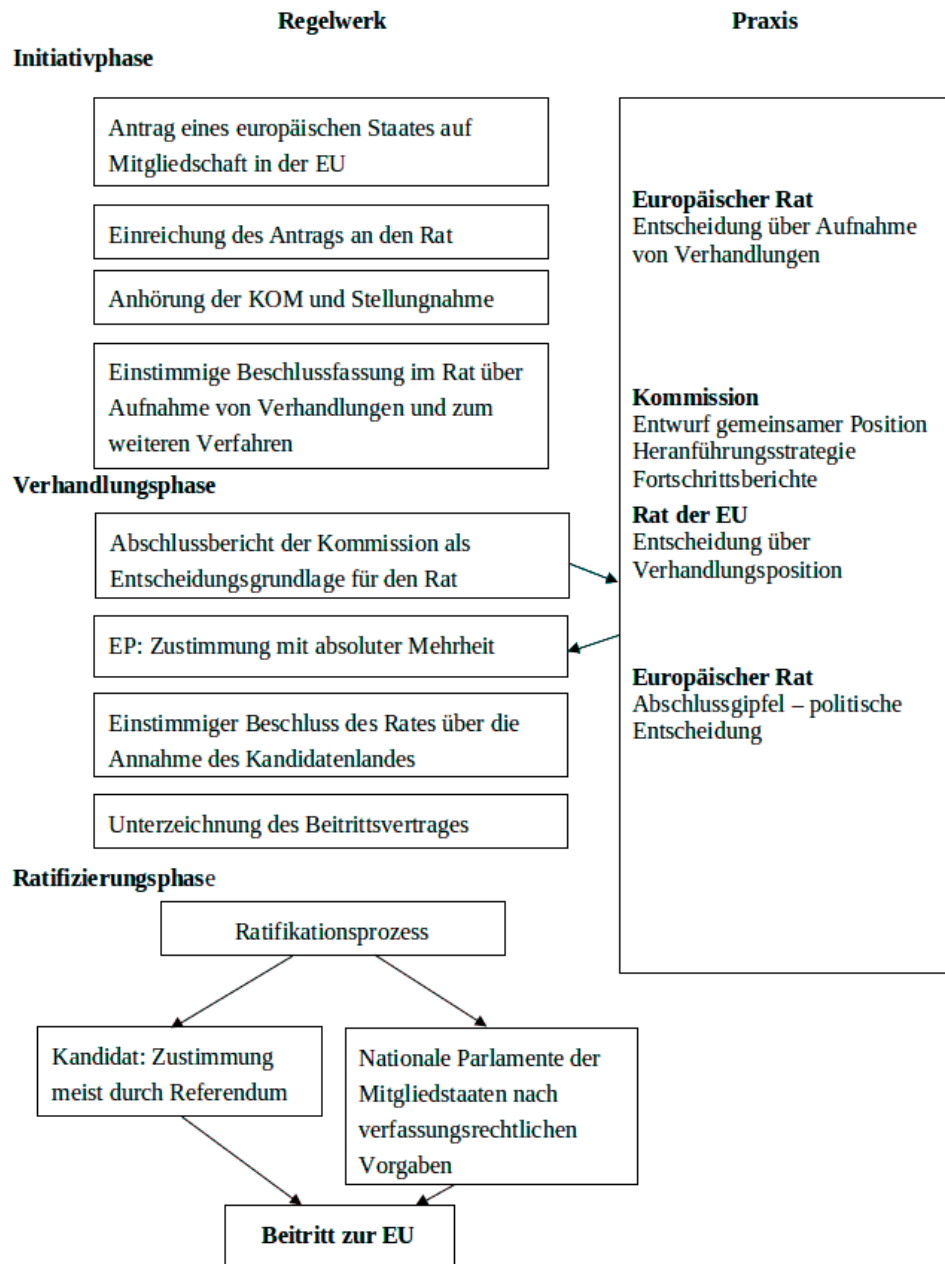 Regelwerk
Praxis
Initiativphase
Antrag eines europäischen Staates auf
Mitgliedschaft in der EU
Einreichung des Antrags an den Rat
Anhörung der KOM und Stellungnahme
Einstimmige Beschlussfassung im Rat über
Aufnahme von Verhandlungen und zum
weiteren Verfahren
Verhandlungsphase
Abschlussbericht der Kommission als
Entscheidungsgrundlage für den Rat
EP: Zustimmung mit absoluter Mehrheit
Einstimmiger Beschluss des Rates über die
Annahme des Kandidatenlandes
Unterzeichnung des Beitrittsvertrages
Europäischer Rat
Entscheidung über Aufnahme
von Verhandlungen
Kommission
Entwurf gemeinsamer Position
Heranführungsstrategie
Fortschrittsberichte
Rat der EU
Entscheidung über
Verhandlungsposition
Europäischer Rat
Abschlussgipfel – politische
Entscheidung
Ratifizierungsphase
Ratifikationsprozess
Kandidat: Zustimmung
meist durch Referendum
Nationale Parlamente der
Mitgliedstaaten nach
verfassungsrechtlichen
Vorgaben
Beitritt zur EU